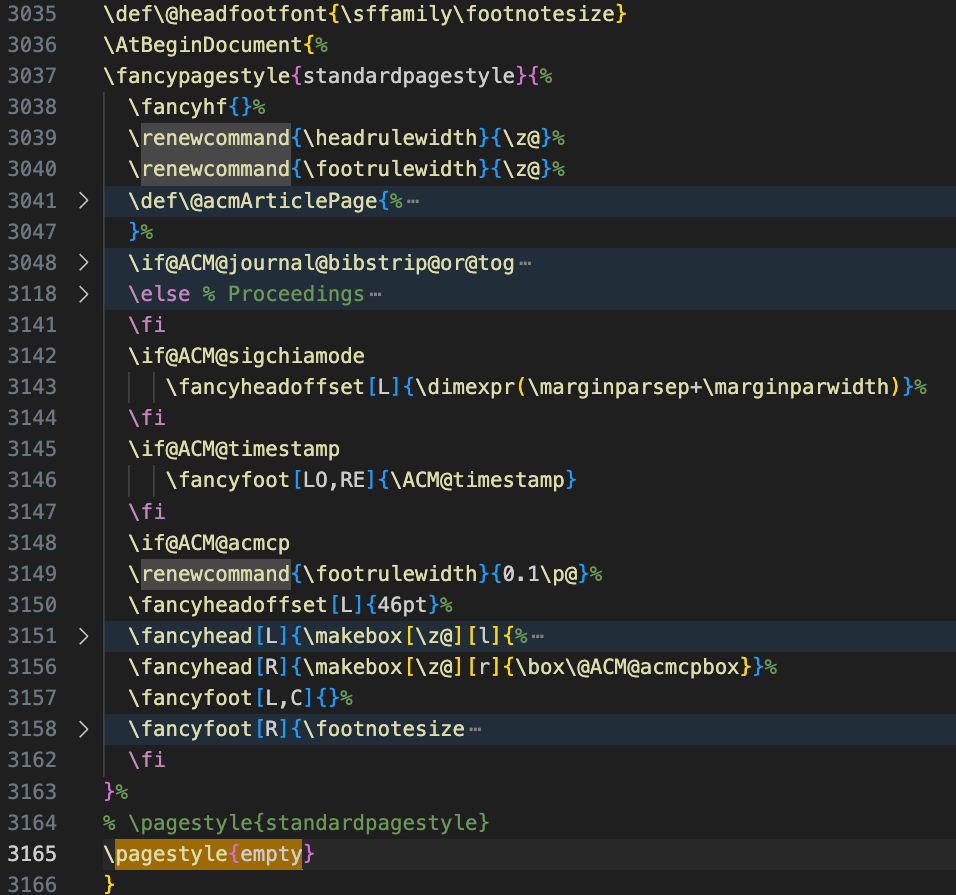 3035 \def\@headfootfont{\sffamily\footnotesize}
3036 \AtBeginDocument{%
3037 \fancypagestyle{standardpagestyle}{%
3038 \fancyhf{}%
3039 \renewcommand{\headrulewidth}{\z@}%
3040 \renewcommand{\footrulewidth}{\z@}%
3041 > \def\@acmArticlePage{% ⋯
3047 }%
3048 > \if@ACM@journal@bibstrip@or@tog ⋯
3118 > \else % Proceedings ⋯
3141 \fi
3142 \if@ACM@sigchiamode
3143 \fancyheadoffset[L]{\dimexpr(\marginparsep+\marginparwidth)}%
3144 \fi
3145 \if@ACM@timestamp
3146 \fancyfoot[LO,RE]{\ACM@timestamp}
3147 \fi
3148 \if@ACM@acmcp
3149 \renewcommand{\footrulewidth}{0.1\p@}%
3150 \fancyheadoffset[L]{46pt}%
3151 > \fancyhead[L]{\makebox[\z@][l]{% ⋯
3156 \fancyhead[R]{\makebox[\z@][r]{\box\@ACM@acmcpbox}}%
3157 \fancyfoot[L,C]{}%
3158 > \fancyfoot[R]{\footnotesize ⋯
3162 \fi
3163 }%
3164 % \pagestyle{standardpagestyle}
3165 \pagestyle{empty}
3166 }